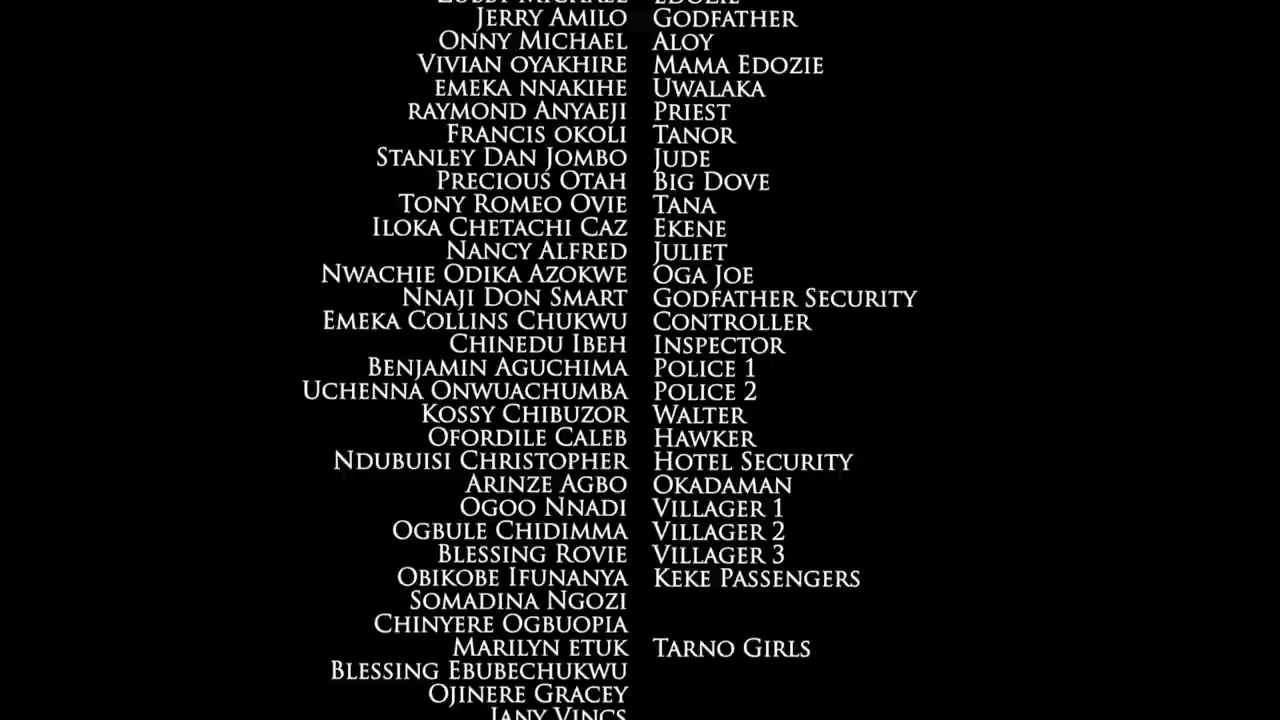 JERRY AMILO GODFATHER
ONNY MICHAEL ALOY
VIVIAN OYAKHIRE MAMA EDOZIE
EMEKA NNAKIHE UWALAKA
RAYMOND ANYAEJI PRIEST
FRANCIS OKOLI TANOR
STANLEY DAN JOMBO JUDE
PRECIOUS OTAH BIG DOVE
TONY ROMEO OVIE TANA
ILOKA CHETACHI CAZ EKENE
NANCY ALFRED JULIET
NWACHIE ODIKA AZOKWE OGA JOE
NNAJI DON SMART GODFATHER SECURITY
EMEKA COLLINS CHUKWU CONTROLLER
CHINEDU IBEH INSPECTOR
BENJAMIN AGUCHIMA POLICE 1
UCHENNA ONWUACHUMBA POLICE 2
KOSSY CHIBUZOR WALTER
OFORDILE CALEB HAWKER
NDUBUISI CHRISTOPHER HOTEL SECURITY
ARINZE AGBO OKADAMAN
OGOO NNADI VILLAGER 1
OGBULE CHIDIMMA VILLAGER 2
BLESSING ROVIE VILLAGER 3
OBIKOBE IFUNANYA KEKE PASSENGERS
SOMADINA NGOZI
CHINYERE OGBUOPIA
MARILYN ETUK TARNO GIRLS
BLESSING EBUBECHUKWU
OJINERE GRACEY